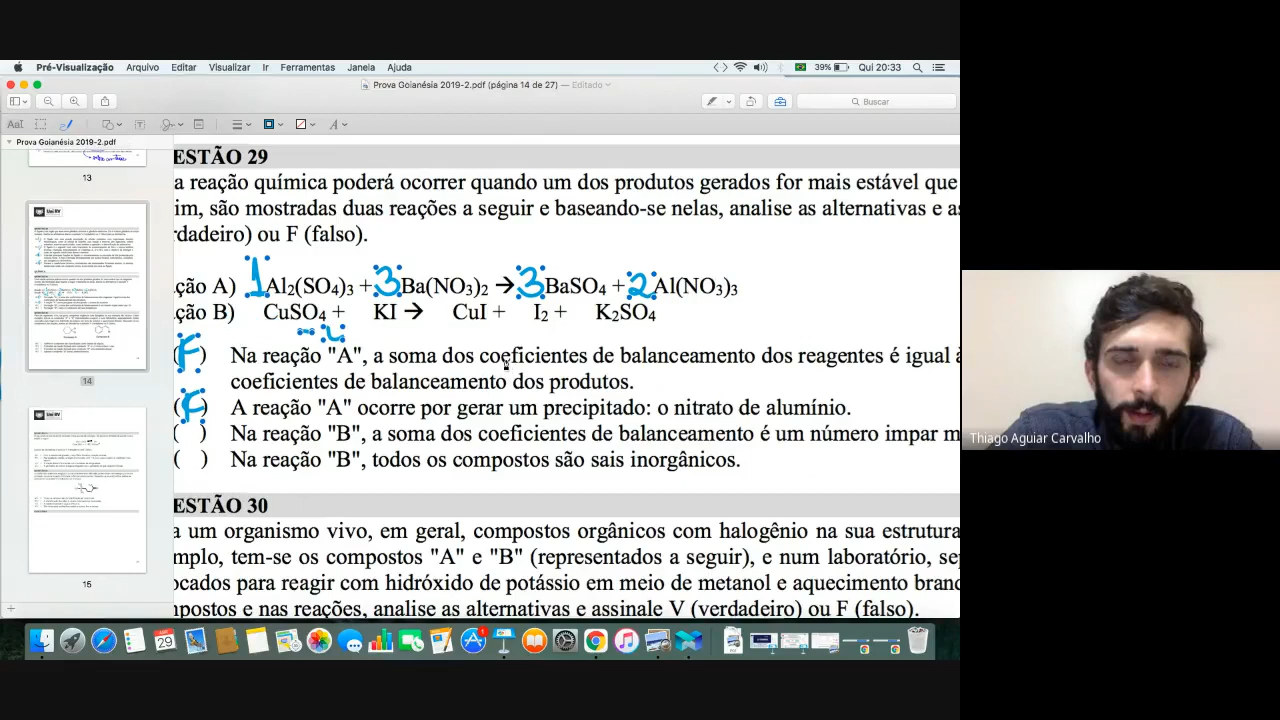 Pré-Visualização Arquivo Editar Visualizar Ir Ferramentas Janela Ajuda 39% Qui 20:33
Prova Goianésia 2019-2.pdf (página 14 de 27) — Editado
Buscar
Prova Goianésia 2019-2.pdf
13
14
15
ESTÃO 29
a reação química poderá ocorrer quando um dos produtos gerados for mais estável que
im, são mostradas duas reações a seguir e baseando-se nelas, analise as alternativas e as
rdadeiro) ou F (falso).
ção A) 1 Al₂(SO₄)₃ + 3 Ba(NO₃)₂ → 3 BaSO₄ + 2 Al(NO₃)₃
ção B) CuSO₄ + KI → CuI + I₂ + K₂SO₄
F ) Na reação "A", a soma dos coeficientes de balanceamento dos reagentes é igual à
coeficientes de balanceamento dos produtos.
( F ) A reação "A" ocorre por gerar um precipitado: o nitrato de alumínio.
( ) Na reação "B", a soma dos coeficientes de balanceamento é um número impar m
( ) Na reação "B", todos os compostos são sais inorgânicos.
ESTÃO 30
a um organismo vivo, em geral, compostos orgânicos com halogênio na sua estrutura
mplo, tem-se os compostos "A" e "B" (representados a seguir), e num laboratório, se
ocados para reagir com hidróxido de potássio em meio de metanol e aquecimento brand
mpostos e nas reações, analise as alternativas e assinale V (verdadeiro) ou F (falso).
Thiago Aguiar Carvalho